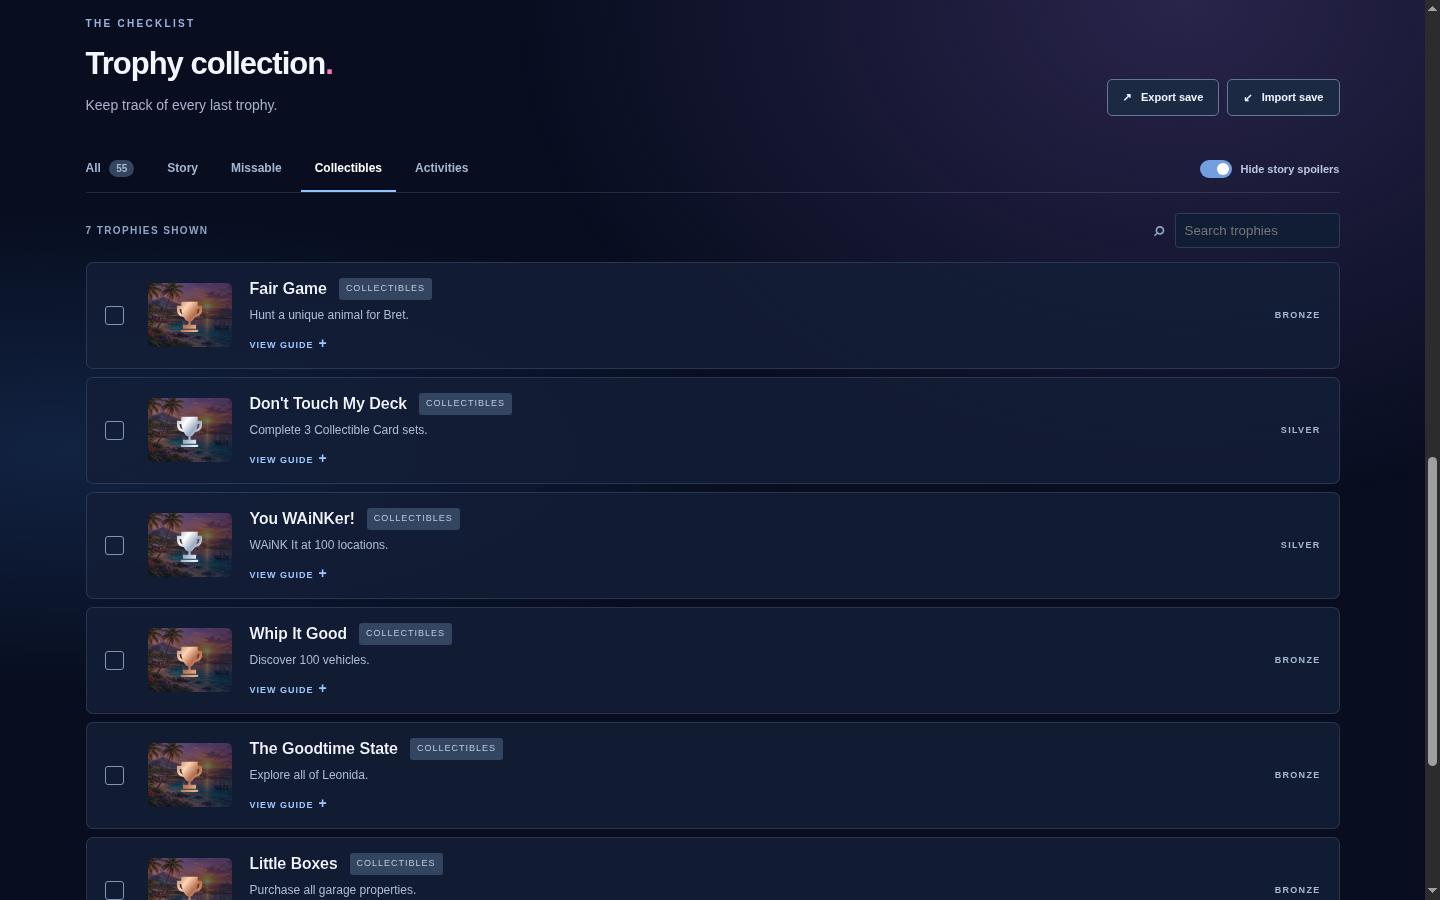 THE CHECKLIST
Trophy collection.
Keep track of every last trophy.
↗ Export save
↙ Import save
All 55 Story Missable Collectibles Activities
Hide story spoilers
7 TROPHIES SHOWN
Search trophies
Fair Game COLLECTIBLES
Hunt a unique animal for Bret.
BRONZE
VIEW GUIDE +
Don't Touch My Deck COLLECTIBLES
Complete 3 Collectible Card sets.
SILVER
VIEW GUIDE +
You WAiNKer! COLLECTIBLES
WAiNK It at 100 locations.
SILVER
VIEW GUIDE +
Whip It Good COLLECTIBLES
Discover 100 vehicles.
BRONZE
VIEW GUIDE +
The Goodtime State COLLECTIBLES
Explore all of Leonida.
BRONZE
VIEW GUIDE +
Little Boxes COLLECTIBLES
Purchase all garage properties.
BRONZE